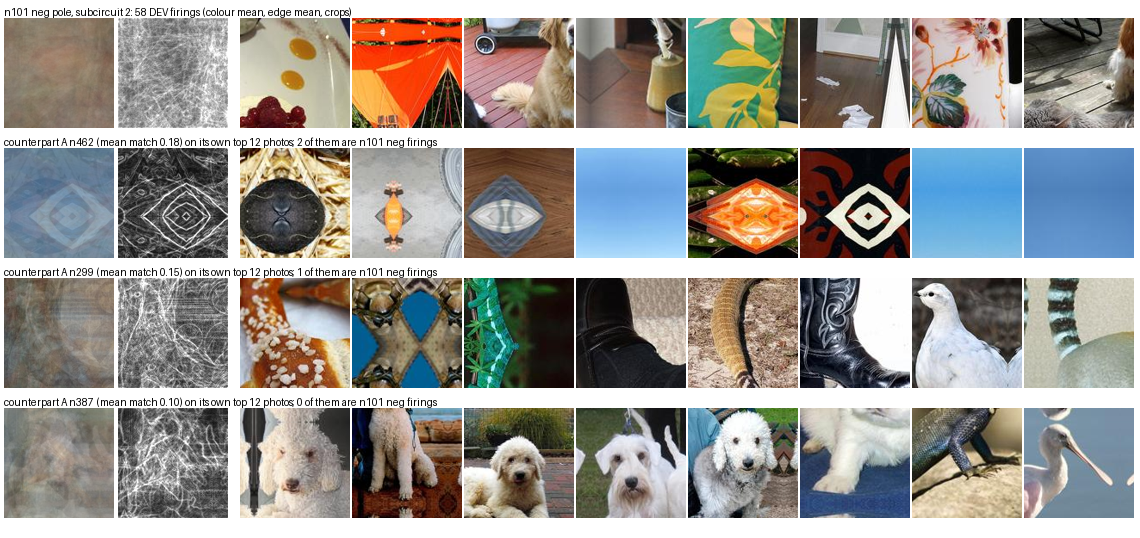 n101 neg pole, subcircuit 2: 58 DEV firings (colour mean, edge mean, crops)
counterpart A n462 (mean match 0.18) on its own top 12 photos; 2 of them are n101 neg firings
counterpart A n299 (mean match 0.15) on its own top 12 photos; 1 of them are n101 neg firings
counterpart A n387 (mean match 0.10) on its own top 12 photos; 0 of them are n101 neg firings